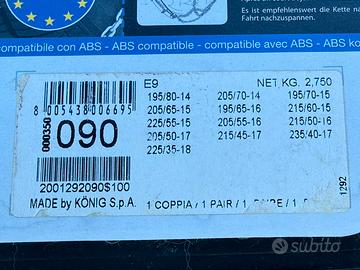 Es ist empfehlenswert die Kette nach
Fahrt nachzuspannen.
compatibile con ABS - ABS compatible - compatible avec ABS - ABS ko
E9 NET KG. 2,750
195/80-14 205/70-14 195/70-15
205/65-15 195/65-16 215/60-15
225/55-15 205/55-16 215/50-16
205/50-17 215/45-17 235/40-17
225/35-18
8 005438 006695
000350
090
2001292090$100
MADE by KÖNIG S.p.A.
1 COPPIA / 1 PAIR / 1
1292
subito